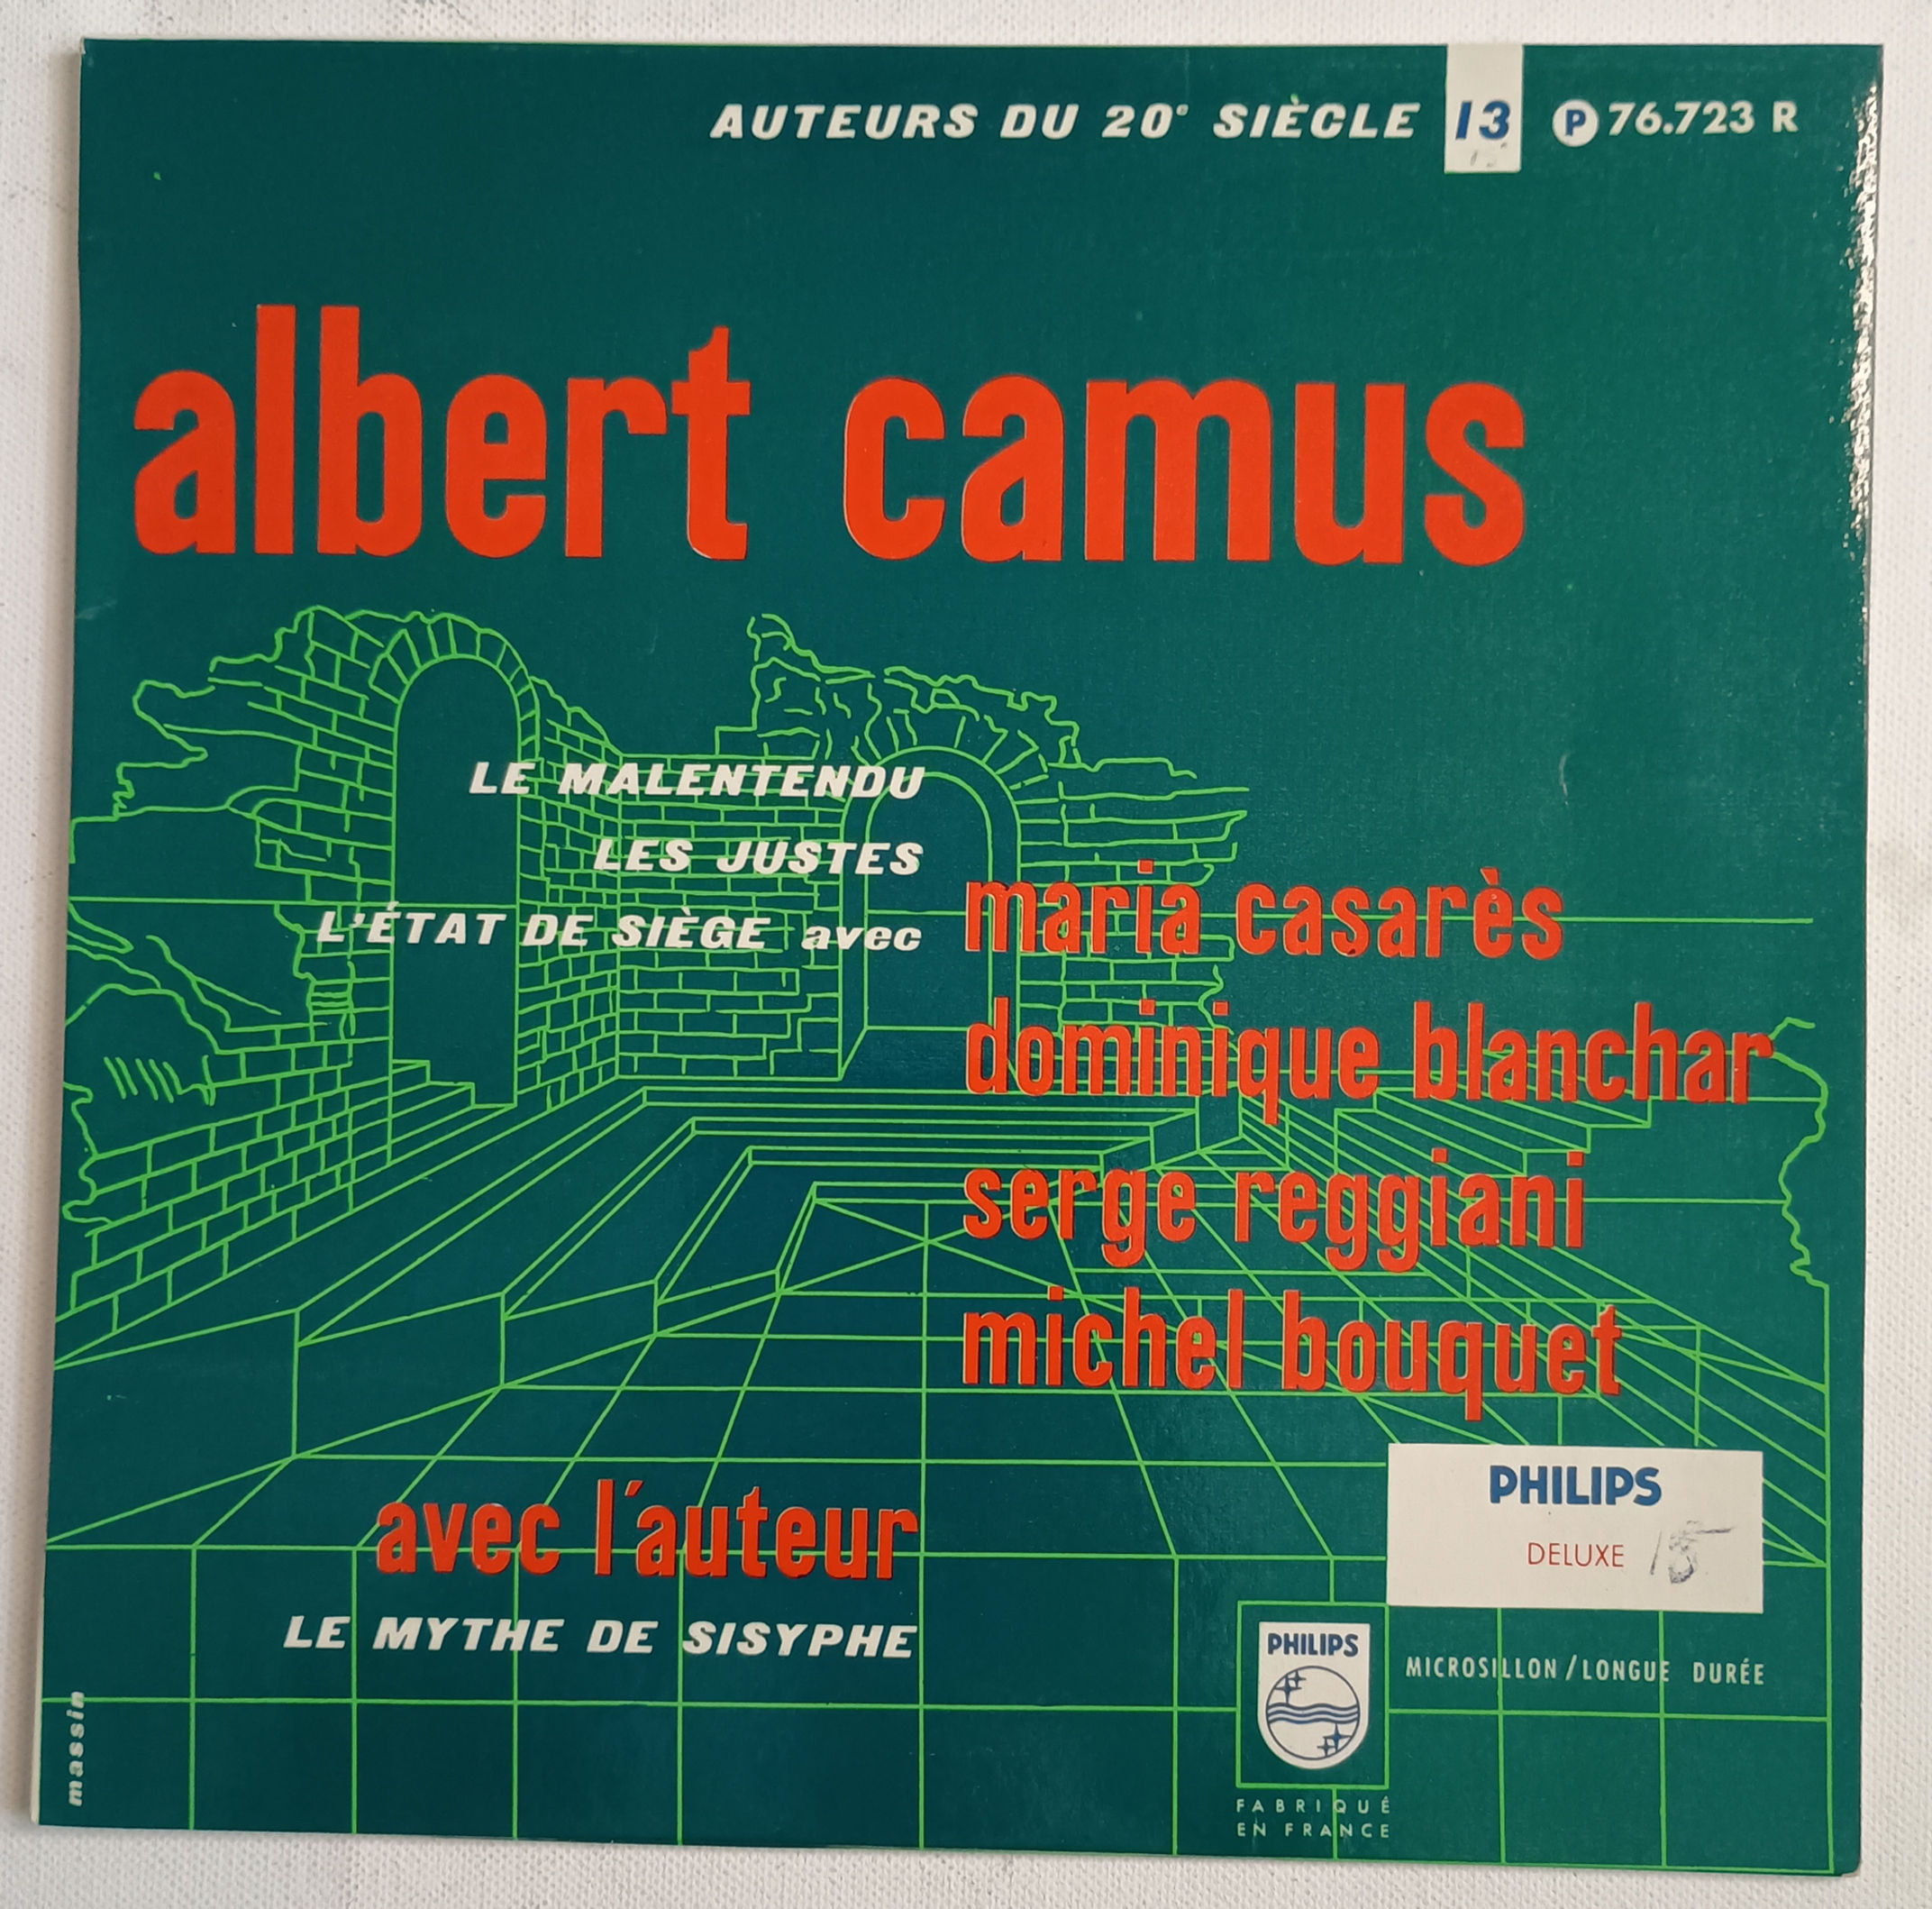 AUTEURS DU 20e SIÈCLE 13 P 76.723 R
albert camus
LE MALENTENDU
LES JUSTES
L'ÉTAT DE SIÈGE avec maria casarès
dominique blanchar
serge reggiani
michel bouquet
avec l'auteur
LE MYTHE DE SISYPHE
PHILIPS
DELUXE 15
PHILIPS
MICROSILLON / LONGUE DURÉE
FABRIQUÉ
EN FRANCE
massin